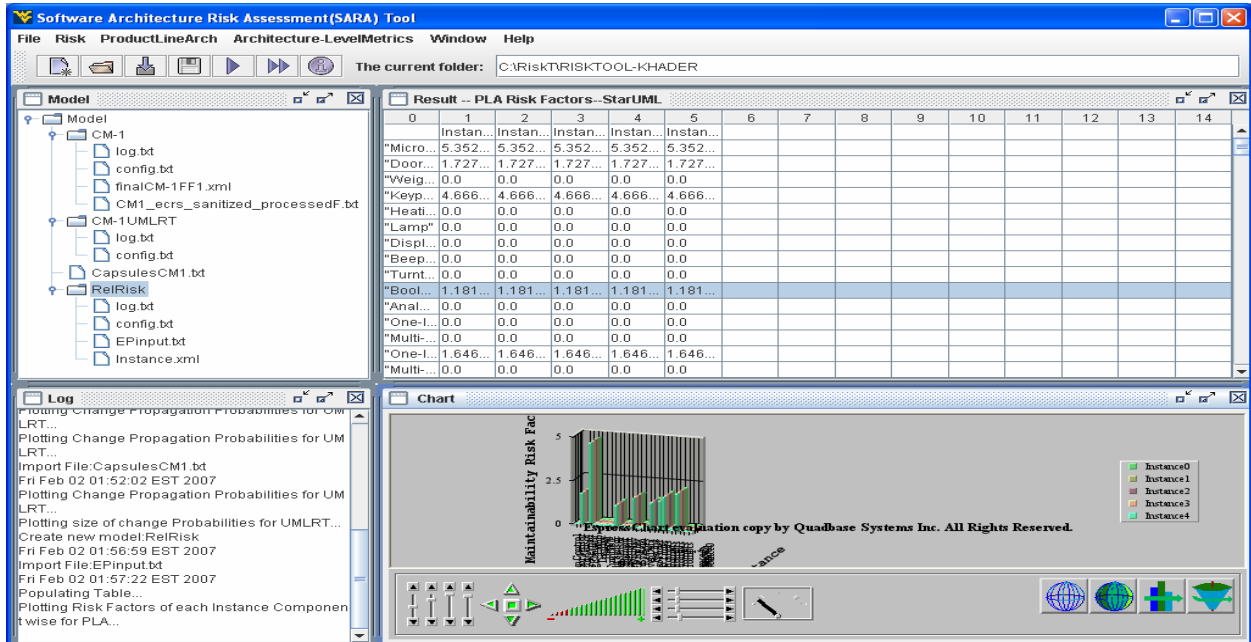 Software Architecture Risk Assessment(SARA) Tool
File Risk ProductLineArch Architecture-LevelMetrics Window Help
The current folder: C:\RiskT\RISKTOOL-KHADER
Model
Model
CM-1
log.txt
config.txt
finalCM-1FF1.xml
CM1_ecrs_sanitized_processedF.txt
CM-1UMLRT
log.txt
config.txt
CapsulesCM1.txt
RelRisk
log.txt
config.txt
EPinput.txt
Instance.xml
Result -- PLA Risk Factors--StarUML
0 1 2 3 4 5 6 7 8 9 10 11 12 13 14
Instan... Instan... Instan... Instan... Instan...
"Micro... 5.352... 5.352... 5.352... 5.352... 5.352...
"Door... 1.727... 1.727... 1.727... 1.727... 1.727...
"Weig... 0.0 0.0 0.0 0.0 0.0
"Keyp... 4.666... 4.666... 4.666... 4.666... 4.666...
"Heati... 0.0 0.0 0.0 0.0 0.0
"Lamp" 0.0 0.0 0.0 0.0 0.0
"Displ... 0.0 0.0 0.0 0.0 0.0
"Beep... 0.0 0.0 0.0 0.0 0.0
"Turnt... 0.0 0.0 0.0 0.0 0.0
"Bool... 1.181... 1.181... 1.181... 1.181... 1.181...
"Anal... 0.0 0.0 0.0 0.0 0.0
"One-I... 0.0 0.0 0.0 0.0 0.0
"Multi-... 0.0 0.0 0.0 0.0 0.0
"One-I... 1.646... 1.646... 1.646... 1.646... 1.646...
"Multi-... 0.0 0.0 0.0 0.0 0.0
Log
Plotting Change Propagation Probabilities for UM
LRT...
Plotting Change Propagation Probabilities for UM
LRT...
Import File:CapsulesCM1.txt
Fri Feb 02 01:52:02 EST 2007
Plotting Change Propagation Probabilities for UM
LRT...
Plotting size of change Probabilities for UMLRT...
Create new model:RelRisk
Fri Feb 02 01:56:59 EST 2007
Import File:EPinput.txt
Fri Feb 02 01:57:22 EST 2007
Populating Table...
Plotting Risk Factors of each Instance Componen
t wise for PLA...
Chart
Maintainability Risk Fac
5
2.5
0
"EspressChart evaluation copy by Quadbase Systems Inc. All Rights Reserved.
Instance0
Instance1
Instance2
Instance3
Instance4